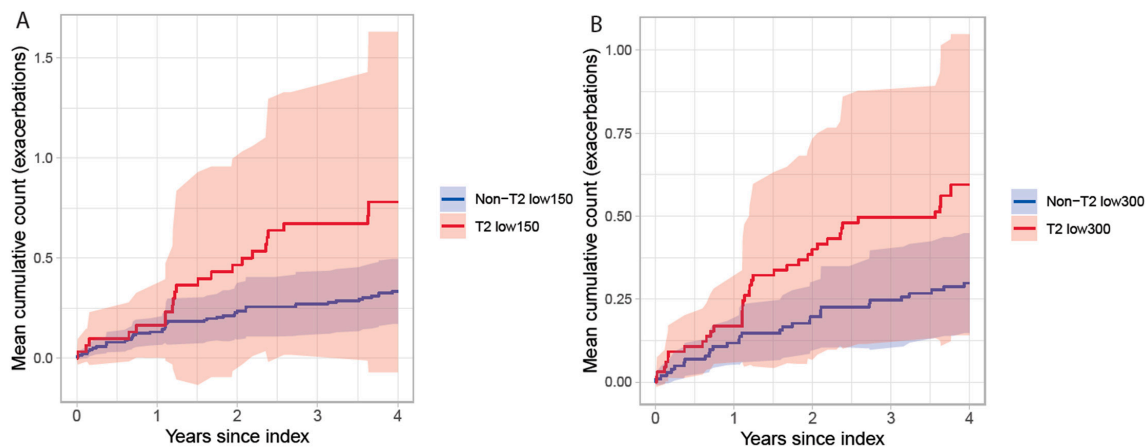 A
Mean cumulative count (exacerbations)
1.5
1.0
0.5
0.0
0 1 2 3 4
Years since index
Non-T2 low150
T2 low150
B
Mean cumulative count (exacerbations)
1.00
0.75
0.50
0.25
0.00
0 1 2 3 4
Years since index
Non-T2 low300
T2 low300